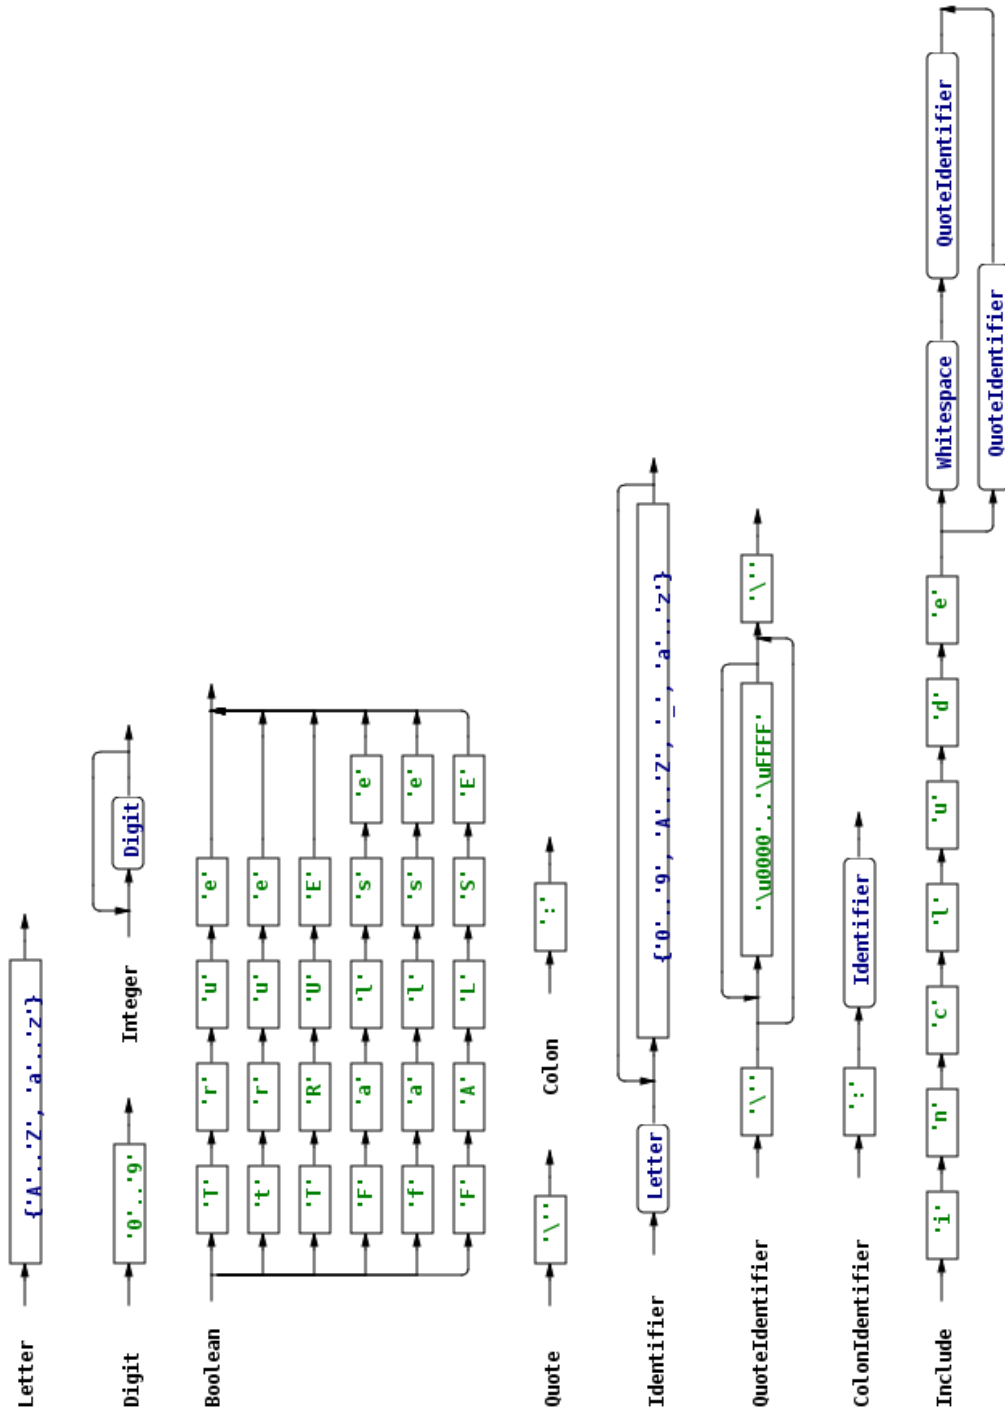 Letter {'A'..'Z', 'a'..'z'}
Digit '0'..'9' Integer Digit
Boolean 'T' 'r' 'u' 'e'
't' 'r' 'u' 'e'
'T' 'R' 'U' 'E'
'F' 'a' 'l' 's' 'e'
'f' 'a' 'l' 's' 'e'
'F' 'A' 'L' 'S' 'E'
Quote '\'' Colon ':'
Identifier Letter {'0'..'9', 'A'..'Z', '_', 'a'..'z'}
QuoteIdentifier '\'' '\u0000'..'\uFFFF' '\''
ColonIdentifier ':' Identifier
Include 'i' 'n' 'c' 'l' 'u' 'd' 'e' Whitespace QuoteIdentifier
QuoteIdentifier